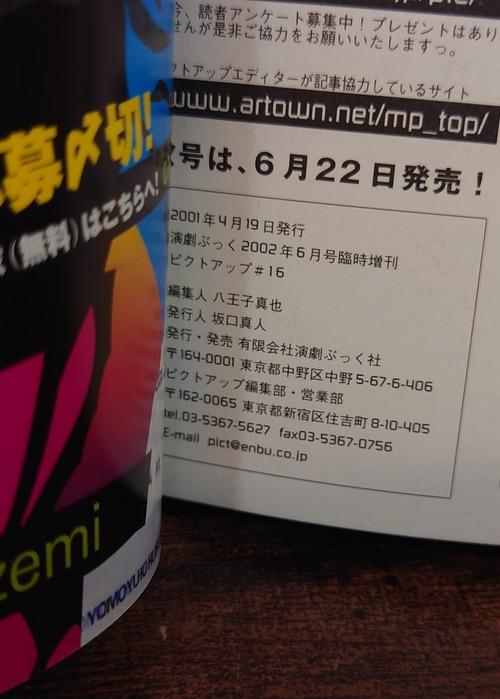 募〆切!
(無料)はこちらへ!
zemi
今、読者アンケート募集中!プレゼントはあり
せんが是非ご協力をお願いいたしますっ。
クトアップエディターが記事協力しているサイト
www.artown.net/mp_top/
号は、6月22日発売!
2001年4月19日発行
演劇ぶっく2002年6月号臨時増刊
ピクトアップ#16
編集人 八王子真也
発行人 坂口真人
発行・発売 有限会社演劇ぶっく社
〒164-0001 東京都中野区中野5-67-6-406
ピクトアップ編集部・営業部
〒162-0065 東京都新宿区住吉町8-10-405
tel.03-5367-5627 fax03-5367-0756
E-mail pict@enbu.co.jp